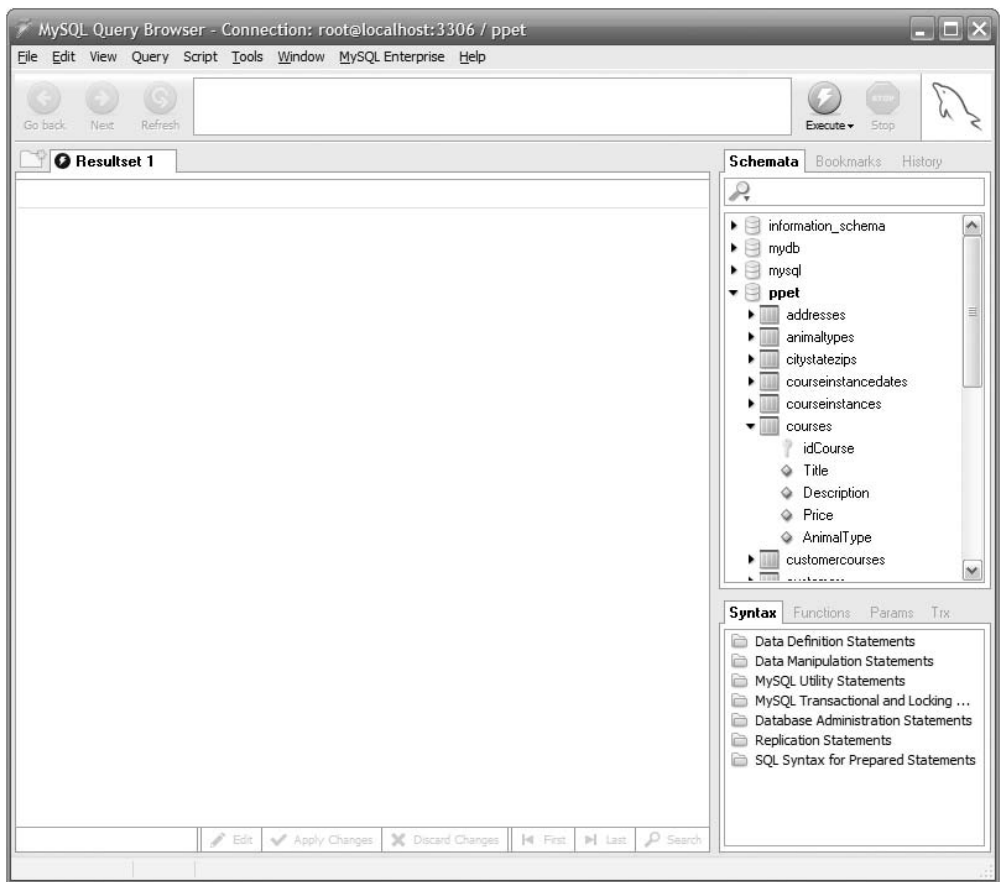 MySQL Query Browser - Connection: root@localhost:3306 / ppet
File Edit View Query Script Tools Window MySQL Enterprise Help
Go back Next Refresh
Execute
STOP
Stop
Resultset 1
Schemata Bookmarks History
information_schema
mydb
mysql
ppet
addresses
animaltypes
citystatezips
courseinstancedates
courseinstances
courses
idCourse
Title
Description
Price
AnimalType
customercourses
Syntax Functions Params Trx
Data Definition Statements
Data Manipulation Statements
MySQL Utility Statements
MySQL Transactional and Locking ...
Database Administration Statements
Replication Statements
SQL Syntax for Prepared Statements
Edit Apply Changes Discard Changes First Last Search